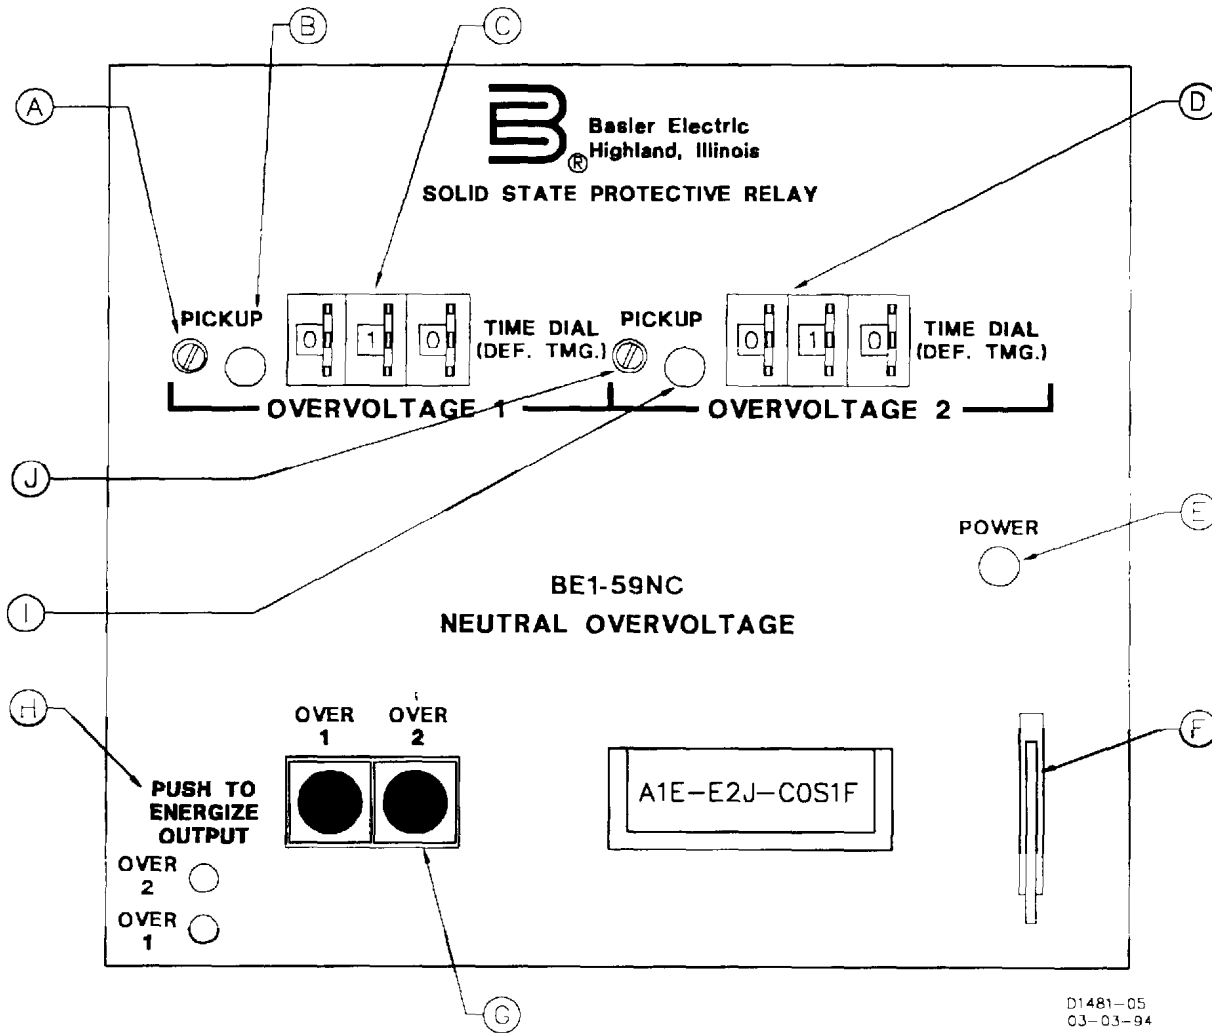 B
C
A
D
Basler Electric
®
Highland, Illinois
SOLID STATE PROTECTIVE RELAY
PICKUP
0 1 0
TIME DIAL
(DEF. TMG.)
PICKUP
0 1 0
TIME DIAL
(DEF. TMG.)
OVERVOLTAGE 1
OVERVOLTAGE 2
J
E
POWER
I
BE1-59NC
NEUTRAL OVERVOLTAGE
H
OVER
1
OVER
2
F
PUSH TO
ENERGIZE
OUTPUT
A1E-E2J-C0S1F
OVER
2
OVER
1
G
D1481-05
03-03-94